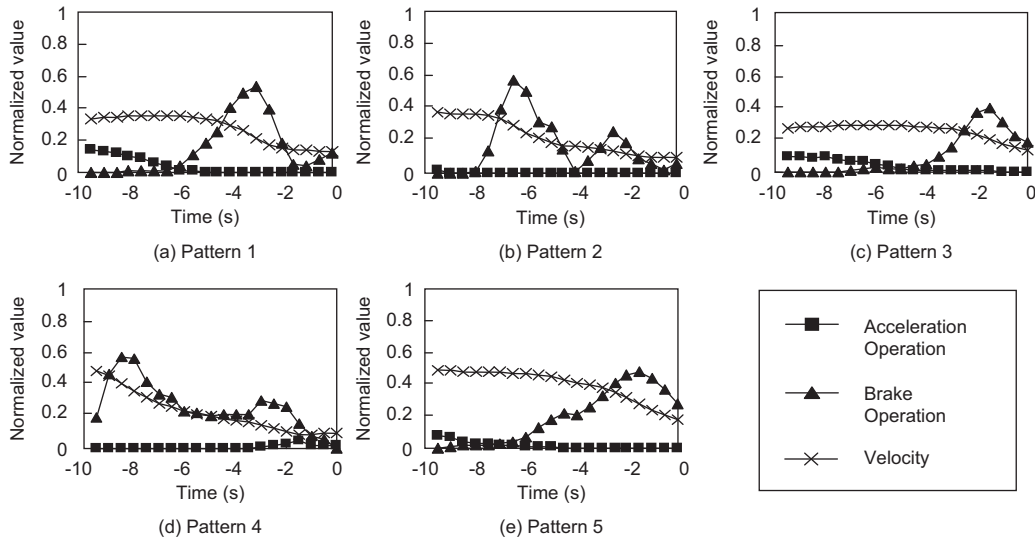 1
0.8
0.6
0.4
0.2
0
Normalized value
-10 -8 -6 -4 -2 0
Time (s)
(a) Pattern 1
1
0.8
0.6
0.4
0.2
0
Normalized value
-10 -8 -6 -4 -2 0
Time (s)
(b) Pattern 2
1
0.8
0.6
0.4
0.2
0
Normalized value
-10 -8 -6 -4 -2 0
Time (s)
(c) Pattern 3
1
0.8
0.6
0.4
0.2
0
Normalized value
-10 -8 -6 -4 -2 0
Time (s)
(d) Pattern 4
1
0.8
0.6
0.4
0.2
0
Normalized value
-10 -8 -6 -4 -2 0
Time (s)
(e) Pattern 5
Acceleration
Operation
Brake
Operation
Velocity